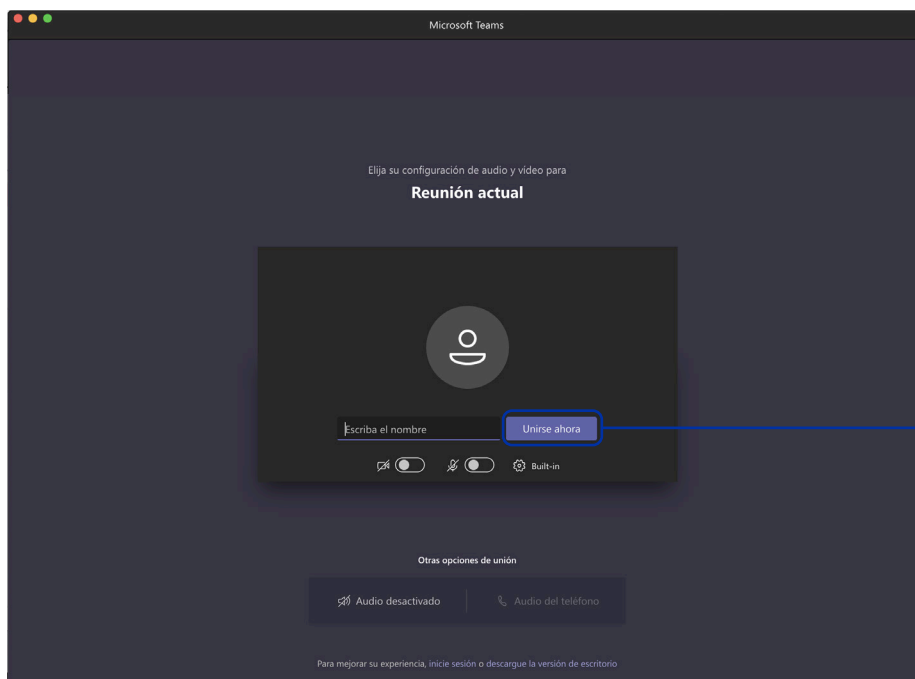 Microsoft Teams
Elija su configuración de audio y vídeo para
Reunión actual
Escriba el nombre
Unirse ahora
Built-in
Otras opciones de unión
Audio desactivado
Audio del teléfono
Para mejorar su experiencia, inicie sesión o descargue la versión de escritorio